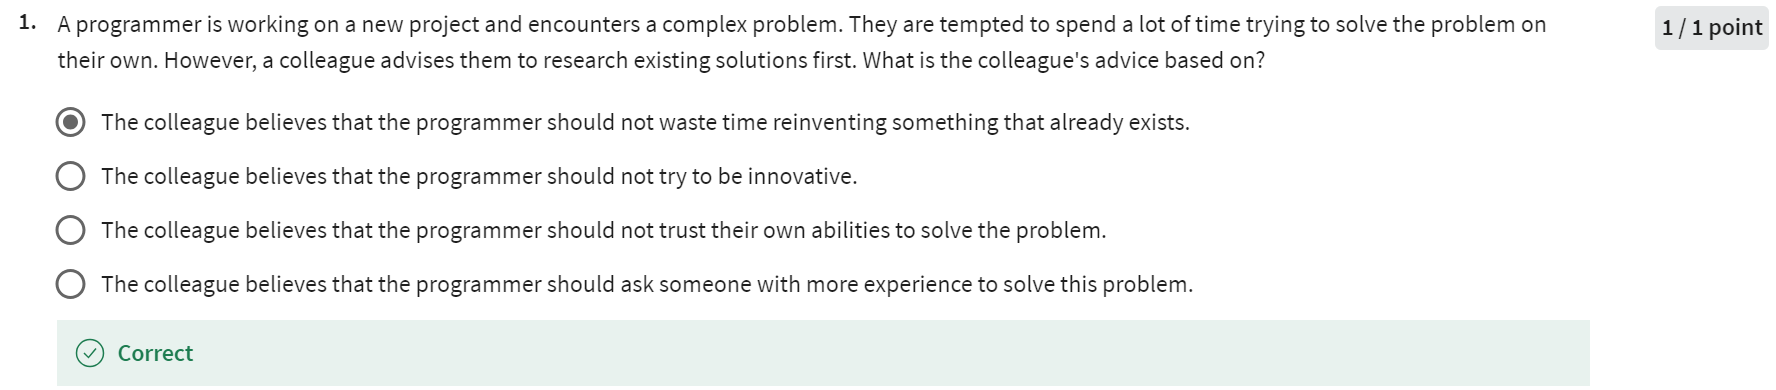 1. A programmer is working on a new project and encounters a complex problem. They are tempted to spend a lot of time trying to solve the problem on
their own. However, a colleague advises them to research existing solutions first. What is the colleague's advice based on?
1 / 1 point
The colleague believes that the programmer should not waste time reinventing something that already exists.
The colleague believes that the programmer should not try to be innovative.
The colleague believes that the programmer should not trust their own abilities to solve the problem.
The colleague believes that the programmer should ask someone with more experience to solve this problem.
Correct